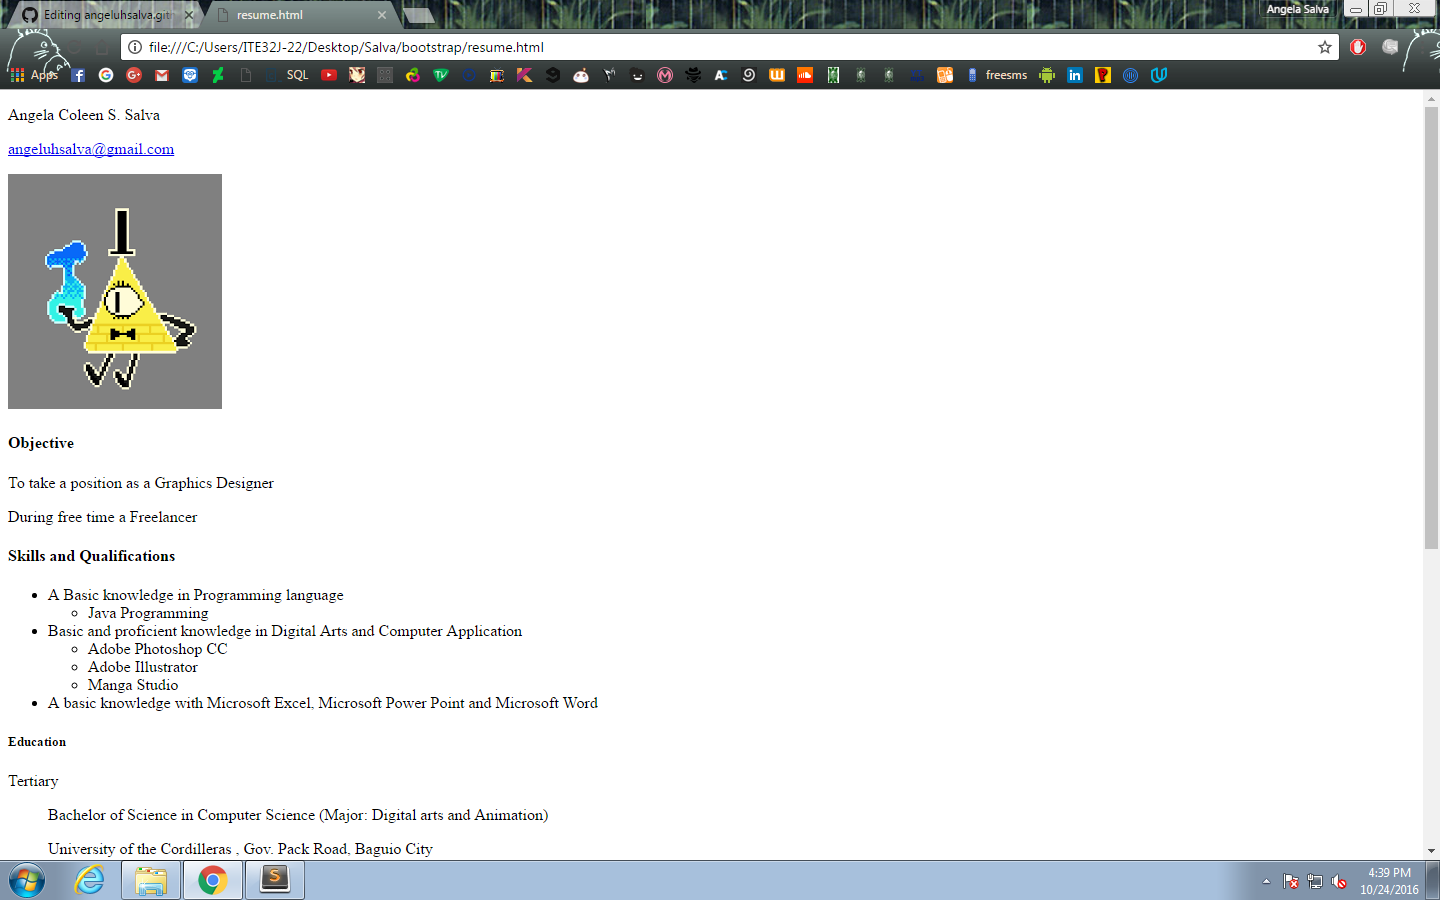 Editing angeluhsalva.git
resume.html
Angela Salva
file:///C:/Users/ITE32J-22/Desktop/Salva/bootstrap/resume.html
Apps
SQL
freesms
Angela Coleen S. Salva
angeluhsalva@gmail.com
Objective
To take a position as a Graphics Designer
During free time a Freelancer
Skills and Qualifications
A Basic knowledge in Programming language
Java Programming
Basic and proficient knowledge in Digital Arts and Computer Application
Adobe Photoshop CC
Adobe Illustrator
Manga Studio
A basic knowledge with Microsoft Excel, Microsoft Power Point and Microsoft Word
Education
Tertiary
Bachelor of Science in Computer Science (Major: Digital arts and Animation)
University of the Cordilleras , Gov. Pack Road, Baguio City
4:39 PM
10/24/2016